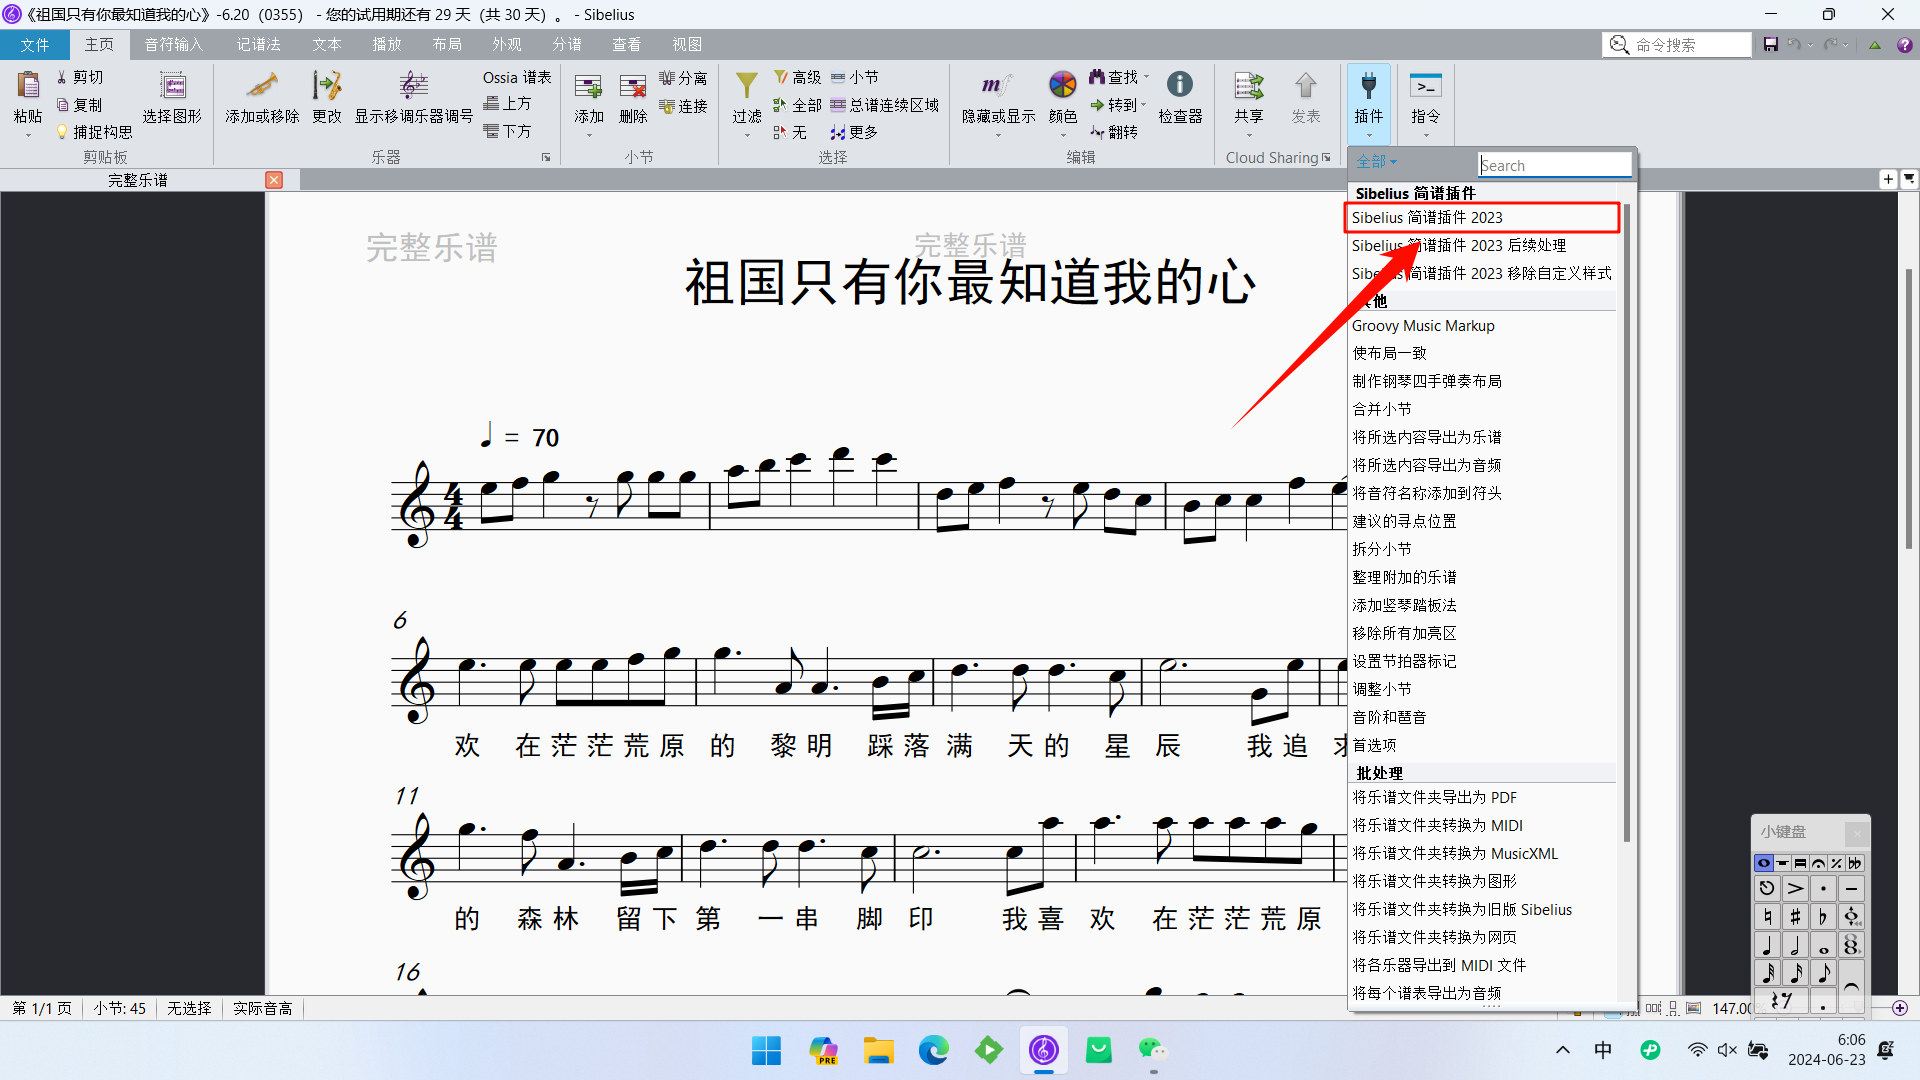 《祖国只有你最知道我的心》-6.20（0355） - 您的试用期还有 29 天（共 30 天）。 - Sibelius
文件 主页 音符输入 记谱法 文本 播放 布局 外观 分谱 查看 视图 命令搜索
粘贴 剪切 复制 捕捉构思 选择图形 剪贴板
添加或移除 更改 显示移调乐器调号 Ossia 谱表 上方 下方 乐器
添加 删除 分离 连接 小节
过滤 高级 全部 无 小节 总谱连续区域 更多 选择
隐藏或显示 颜色 查找 转到 翻转 检查器 编辑
共享 发表 Cloud Sharing
插件 指令
完整乐谱
全部 Search
Sibelius 简谱插件
Sibelius 简谱插件 2023
Sibelius 简谱插件 2023 后续处理
Sibelius 简谱插件 2023 移除自定义样式
其他
Groovy Music Markup
使布局一致
制作钢琴四手弹奏布局
合并小节
将所选内容导出为乐谱
将所选内容导出为音频
将音符名称添加到符头
建议的寻点位置
拆分小节
整理附加的乐谱
添加竖琴踏板法
移除所有加亮区
设置节拍器标记
调整小节
音阶和琶音
首选项
批处理
将乐谱文件夹导出为 PDF
将乐谱文件夹转换为 MIDI
将乐谱文件夹转换为 MusicXML
将乐谱文件夹转换为图形
将乐谱文件夹转换为旧版 Sibelius
将乐谱文件夹转换为网页
将各乐器导出到 MIDI 文件
将每个谱表导出为音频
完整乐谱 完整乐谱
祖国只有你最知道我的心
= 70
4
4
6
欢 在 茫 茫 荒 原 的 黎 明 踩 落 满 天 的 星 辰 我 追
11
的 森 林 留 下 第 一 串 脚 印 我 喜 欢 在 茫 茫 荒 原
16
小键盘
第 1/1 页 小节: 45 无选择 实际音高 147.00
PRE 中 6:06
2024-06-23